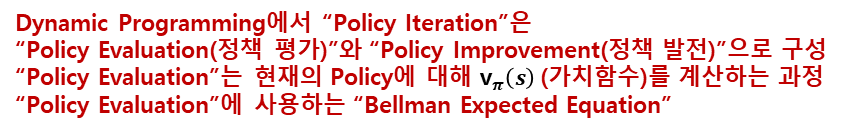 Dynamic Programming에서 “Policy Iteration”은
“Policy Evaluation(정책 평가)”와 “Policy Improvement(정책 발전)”으로 구성
“Policy Evaluation”는 현재의 Policy에 대해 v𝝅(𝒔) (가치함수)를 계산하는 과정
“Policy Evaluation”에 사용하는 “Bellman Expected Equation”